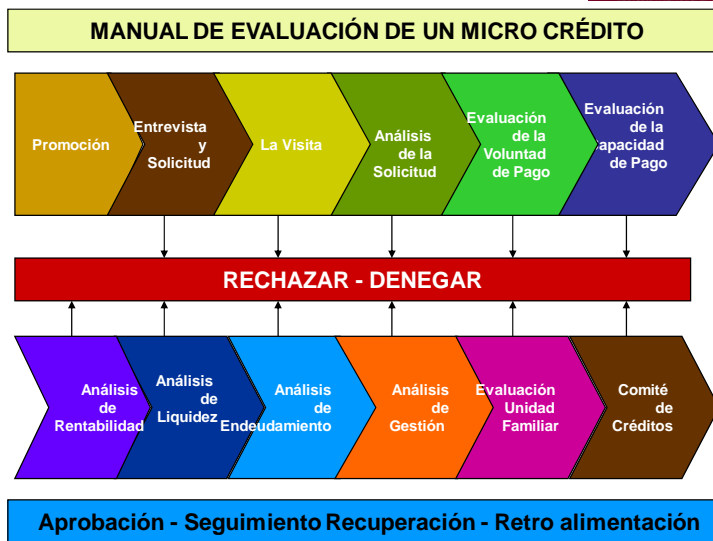 MANUAL DE EVALUACIÓN DE UN MICRO CRÉDITO
Promoción
Entrevista
y
Solicitud
La Visita
Análisis
de la
Solicitud
Evaluación
de la
Voluntad
de Pago
Evaluación
de la
Capacidad
de Pago
RECHAZAR - DENEGAR
Análisis
de
Rentabilidad
Análisis
de
Liquidez
Análisis
de
Endeudamiento
Análisis
de
Gestión
Evaluación
Unidad
Familiar
Comité
de
Créditos
Aprobación - Seguimiento Recuperación - Retro alimentación